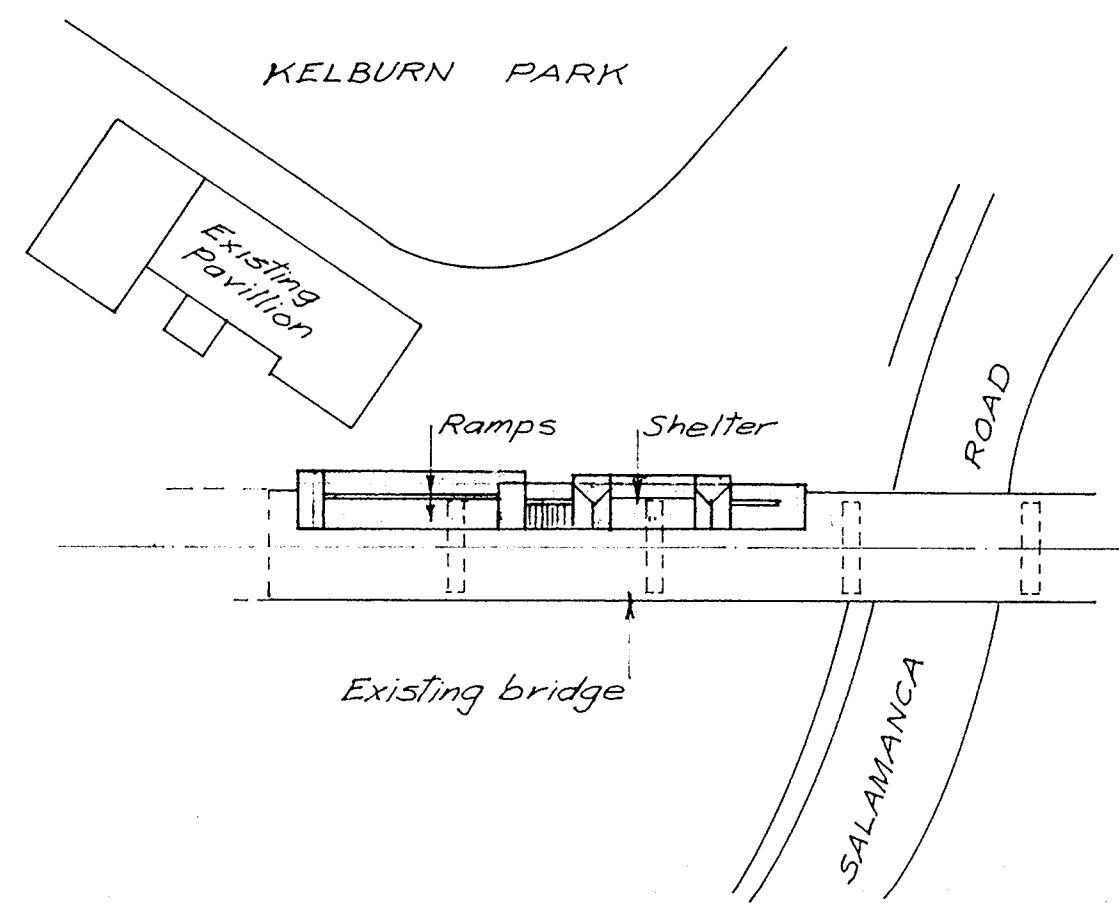 KELBURN PARK
Existing
Pavillion
Ramps
Shelter
ROAD
Existing bridge
SALAMANCA